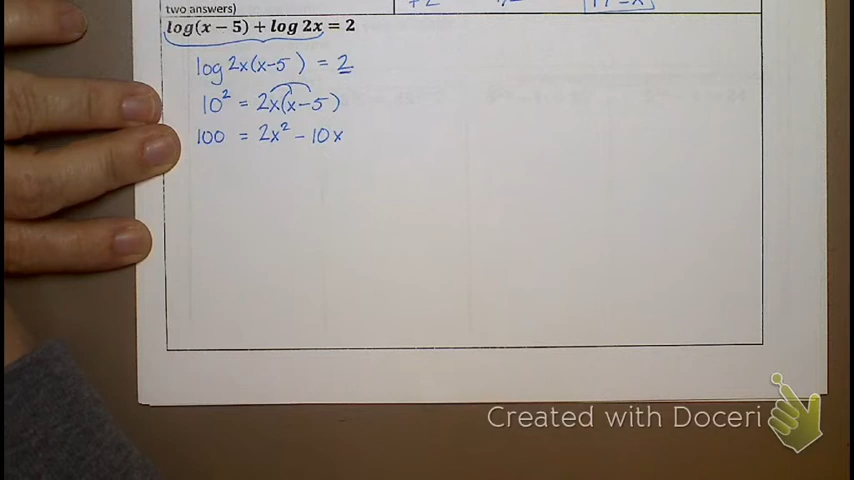 two answers)
log(x − 5) + log 2x = 2
log 2x(x-5) = 2
10² = 2x(x-5)
100 = 2x² - 10x
Created with Doceri